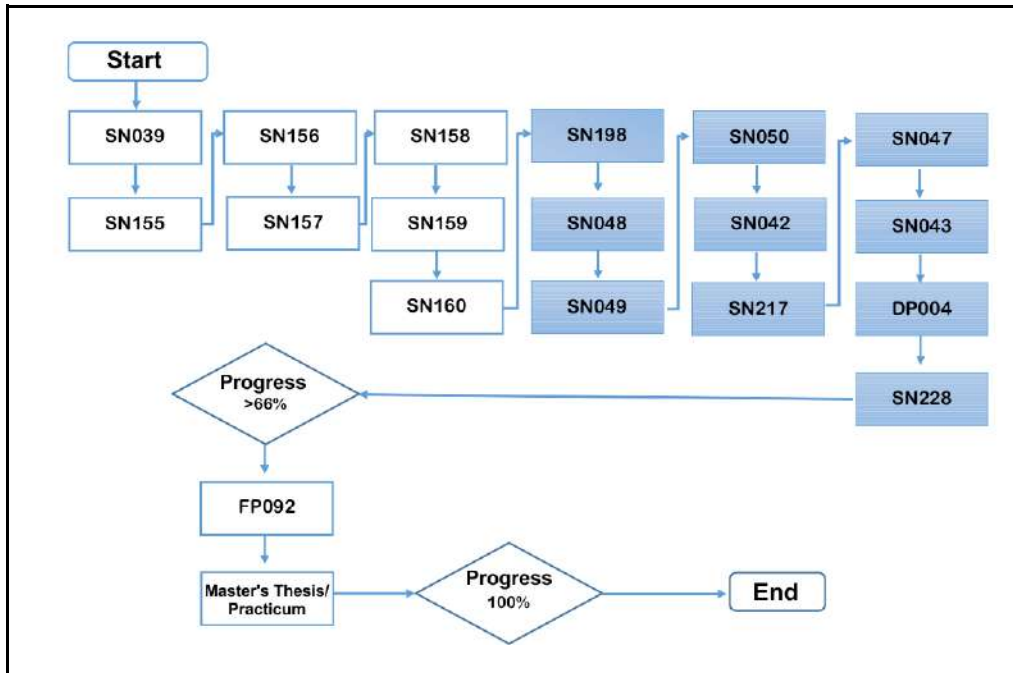 Start
SN039
SN155
SN156
SN157
SN158
SN159
SN160
SN198
SN048
SN049
SN050
SN042
SN217
SN047
SN043
DP004
SN228
Progress
>66%
FP092
Master's Thesis/
Practicum
Progress
100%
End